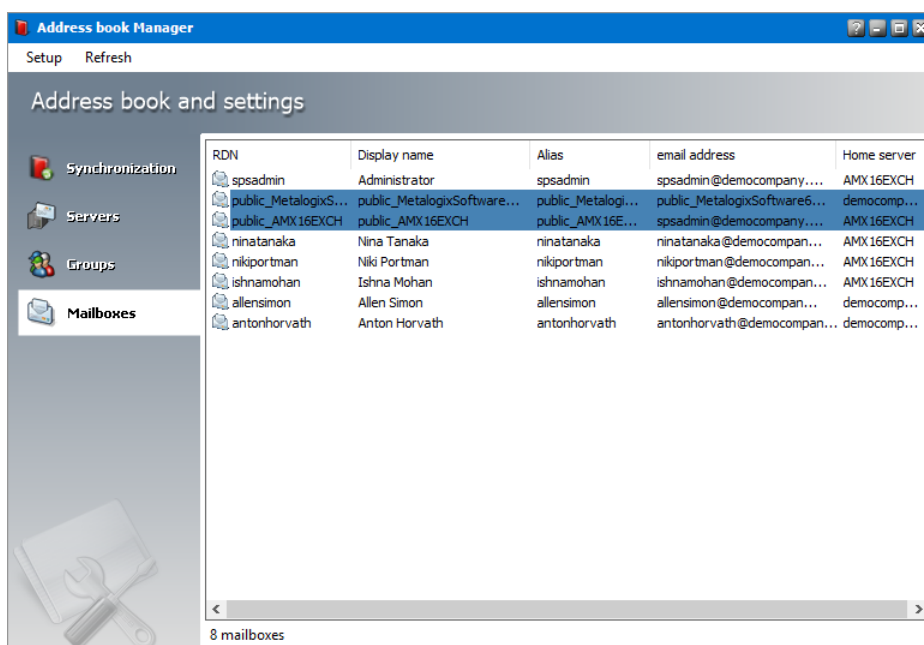 Address book Manager
Setup Refresh
Address book and settings
Synchronization
Servers
Groups
Mailboxes
RDN Display name Alias email address Home server
spsadmin Administrator spsadmin spsadmin@democompany.... AMX16EXCH
public_MetalogixS... public_MetalogixSoftware... public_Metalogi... public_MetalogixSoftware6... democomp...
public_AMX16EXCH public_AMX16EXCH public_AMX16E... spsadmin@democompany.... AMX16EXCH
ninatanaka Nina Tanaka ninatanaka ninatanaka@democompan... AMX16EXCH
nikiportman Niki Portman nikiportman nikiportman@democompan... AMX16EXCH
ishnamohan Ishna Mohan ishnamohan ishnamohan@democompan... AMX16EXCH
allensimon Allen Simon allensimon allensimon@democompan... democomp...
antonhorvath Anton Horvath antonhorvath antonhorvath@democompan... democomp...
8 mailboxes